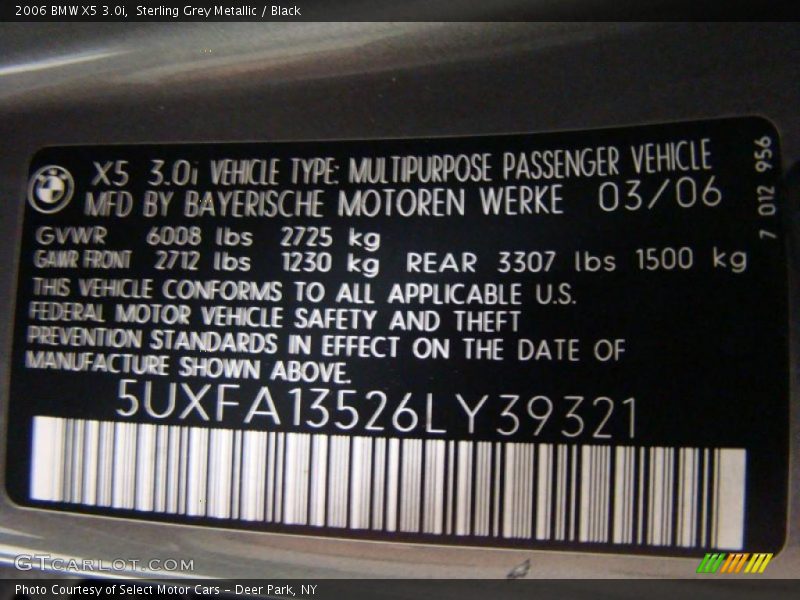 2006 BMW X5 3.0i,  Sterling Grey Metallic / Black
BMW
X5 3.0i VEHICLE TYPE: MULTIPURPOSE PASSENGER VEHICLE
MFD BY BAYERISCHE MOTOREN WERKE 03/06
7 012 956
GVWR 6008 lbs 2725 kg
GAWR FRONT 2712 lbs 1230 kg REAR 3307 lbs 1500 kg
THIS VEHICLE CONFORMS TO ALL APPLICABLE U.S.
FEDERAL MOTOR VEHICLE SAFETY AND THEFT
PREVENTION STANDARDS IN EFFECT ON THE DATE OF
MANUFACTURE SHOWN ABOVE.
5UXFA13526LY39321
GTCARLOT.COM
Photo Courtesy of Select Motor Cars – Deer Park, NY